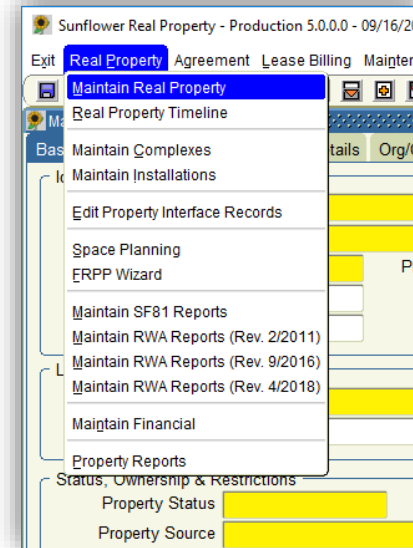 Sunflower Real Property - Production 5.0.0.0 - 09/16/20
Exit Real Property Agreement Lease Billing
Maintain Real Property
Real Property Timeline
Maintain Complexes
Maintain Installations
Edit Property Interface Records
Space Planning
FRPP Wizard
Maintain SF81 Reports
Maintain RWA Reports (Rev. 2/2011)
Maintain RWA Reports (Rev. 9/2016)
Maintain RWA Reports (Rev. 4/2018)
Maintain Financial
Property Reports
Status, Ownership & Restrictions
Property Status
Property Source